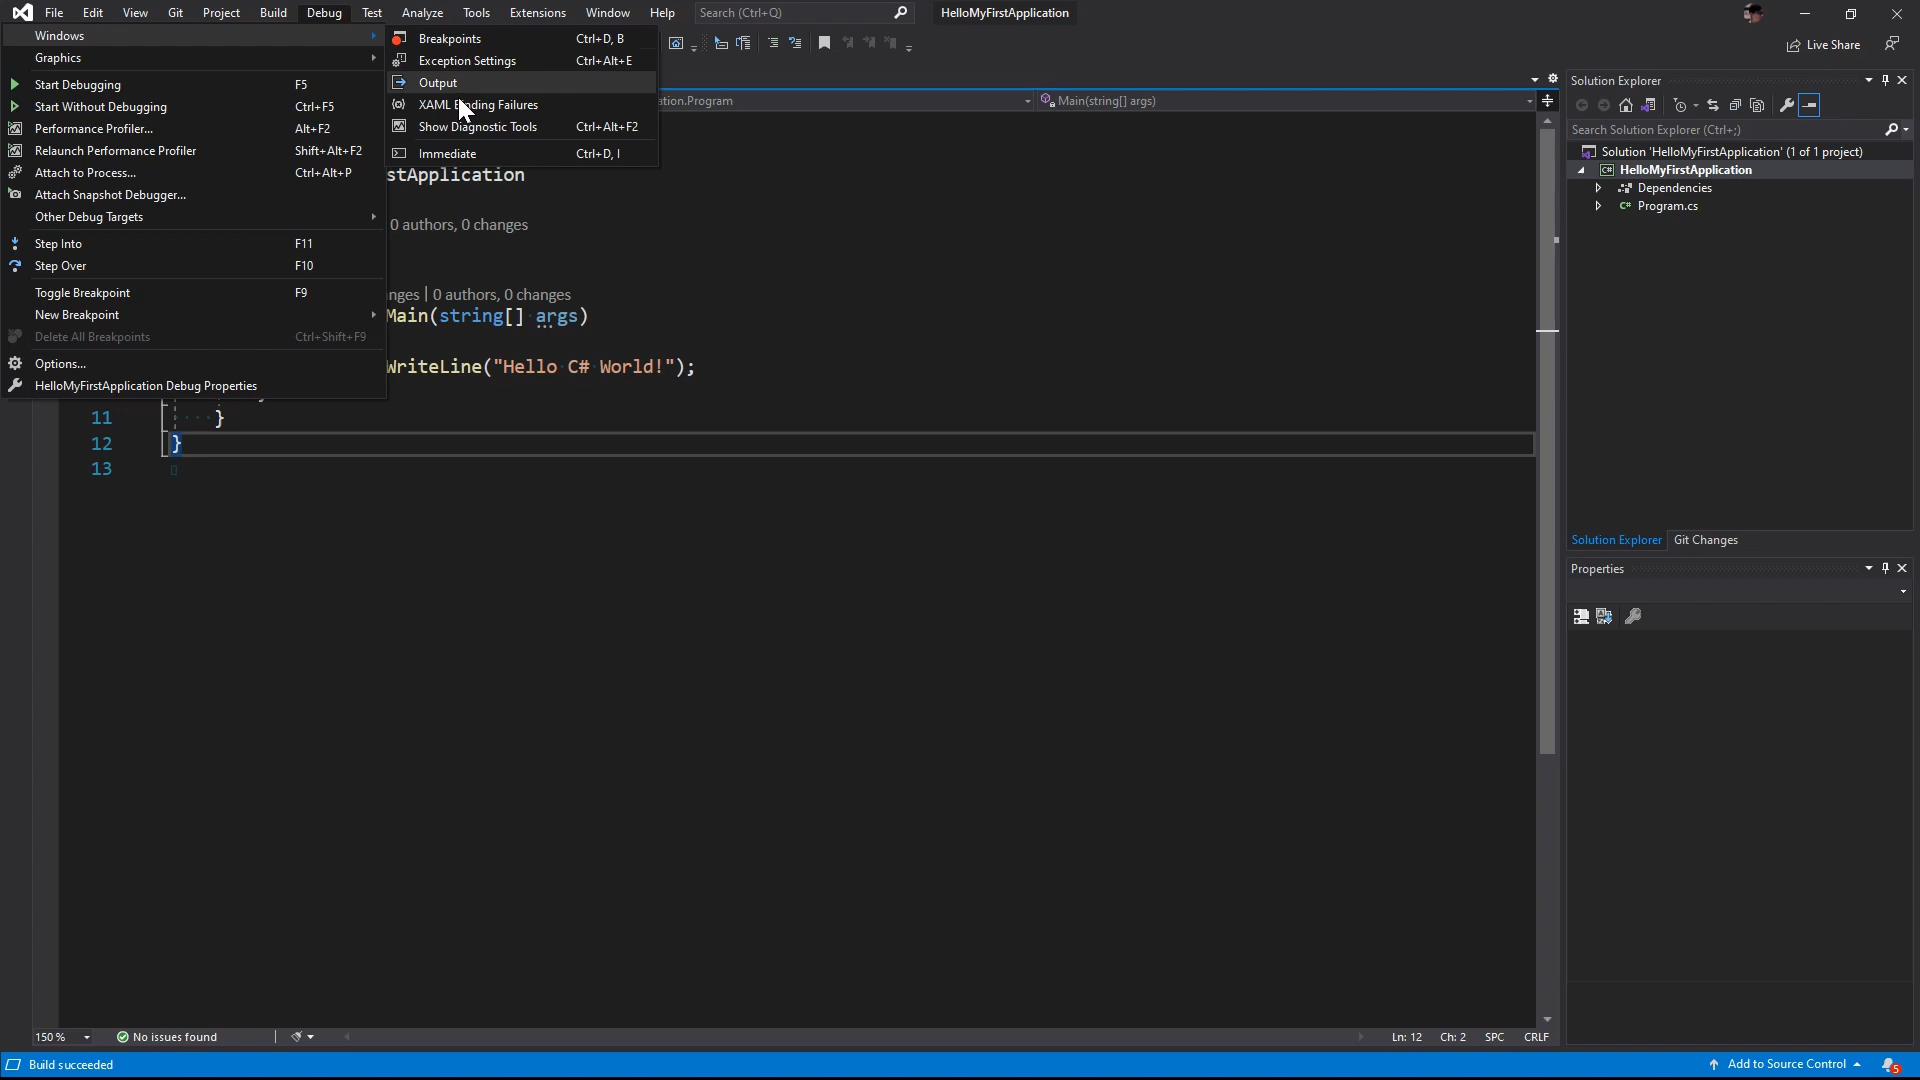 File Edit View Git Project Build Debug Test Analyze Tools Extensions Window Help Search (Ctrl+Q) HelloMyFirstApplication
Live Share
Windows
Graphics
Start Debugging F5
Start Without Debugging Ctrl+F5
Performance Profiler... Alt+F2
Relaunch Performance Profiler Shift+Alt+F2
Attach to Process... Ctrl+Alt+P
Attach Snapshot Debugger...
Other Debug Targets
Step Into F11
Step Over F10
Toggle Breakpoint F9
New Breakpoint
Delete All Breakpoints Ctrl+Shift+F9
Options...
HelloMyFirstApplication Debug Properties
Breakpoints Ctrl+D, B
Exception Settings Ctrl+Alt+E
Output
XAML Binding Failures
Show Diagnostic Tools Ctrl+Alt+F2
Immediate Ctrl+D, I
ation.Program Main(string[] args)
stApplication
0 authors, 0 changes
nges | 0 authors, 0 changes
Main(string[] args)
WriteLine("Hello C# World!");
11 }
12 }
13
Solution Explorer
Search Solution Explorer (Ctrl+;)
Solution 'HelloMyFirstApplication' (1 of 1 project)
C# HelloMyFirstApplication
Dependencies
C# Program.cs
Solution Explorer Git Changes
Properties
150 % No issues found Ln: 12 Ch: 2 SPC CRLF
Build succeeded Add to Source Control 5